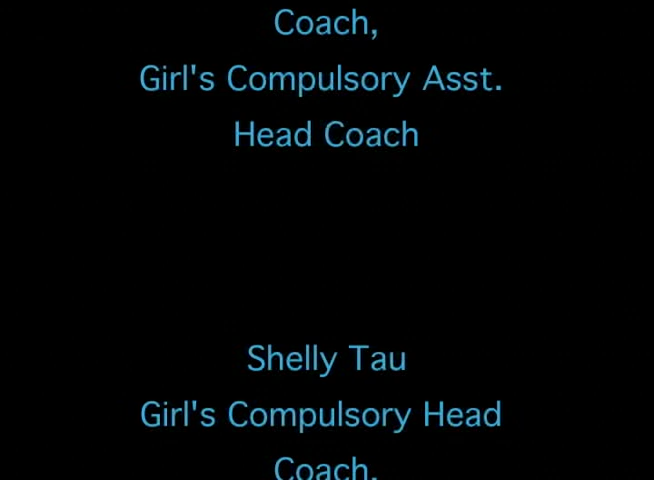 Coach,
Girl's Compulsory Asst.
Head Coach
Shelly Tau
Girl's Compulsory Head
Coach,